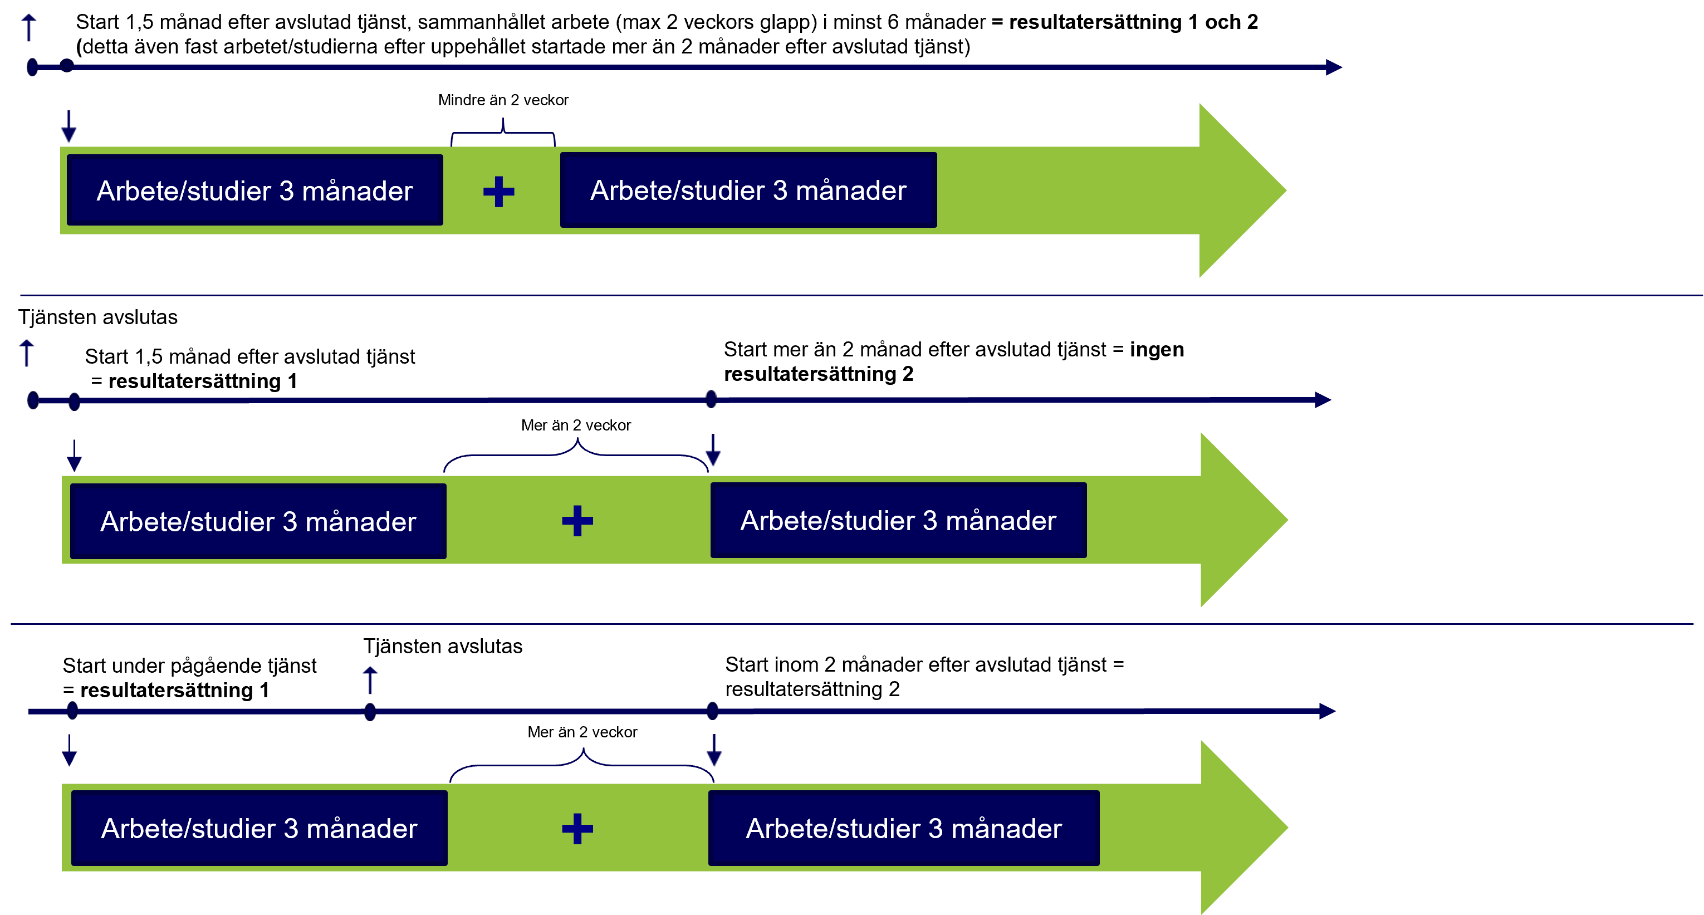 Start 1,5 månad efter avslutad tjänst, sammanhållet arbete (max 2 veckors glapp) i minst 6 månader = resultatersättning 1 och 2
(detta även fast arbetet/studierna efter uppehållet startade mer än 2 månader efter avslutad tjänst)
Mindre än 2 veckor
Arbete/studier 3 månader
+
Arbete/studier 3 månader
Tjänsten avslutas
Start 1,5 månad efter avslutad tjänst
= resultatersättning 1
Start mer än 2 månad efter avslutad tjänst = ingen
resultatersättning 2
Mer än 2 veckor
Arbete/studier 3 månader
+
Arbete/studier 3 månader
Start under pågående tjänst
= resultatersättning 1
Tjänsten avslutas
Start inom 2 månader efter avslutad tjänst =
resultatersättning 2
Mer än 2 veckor
Arbete/studier 3 månader
+
Arbete/studier 3 månader